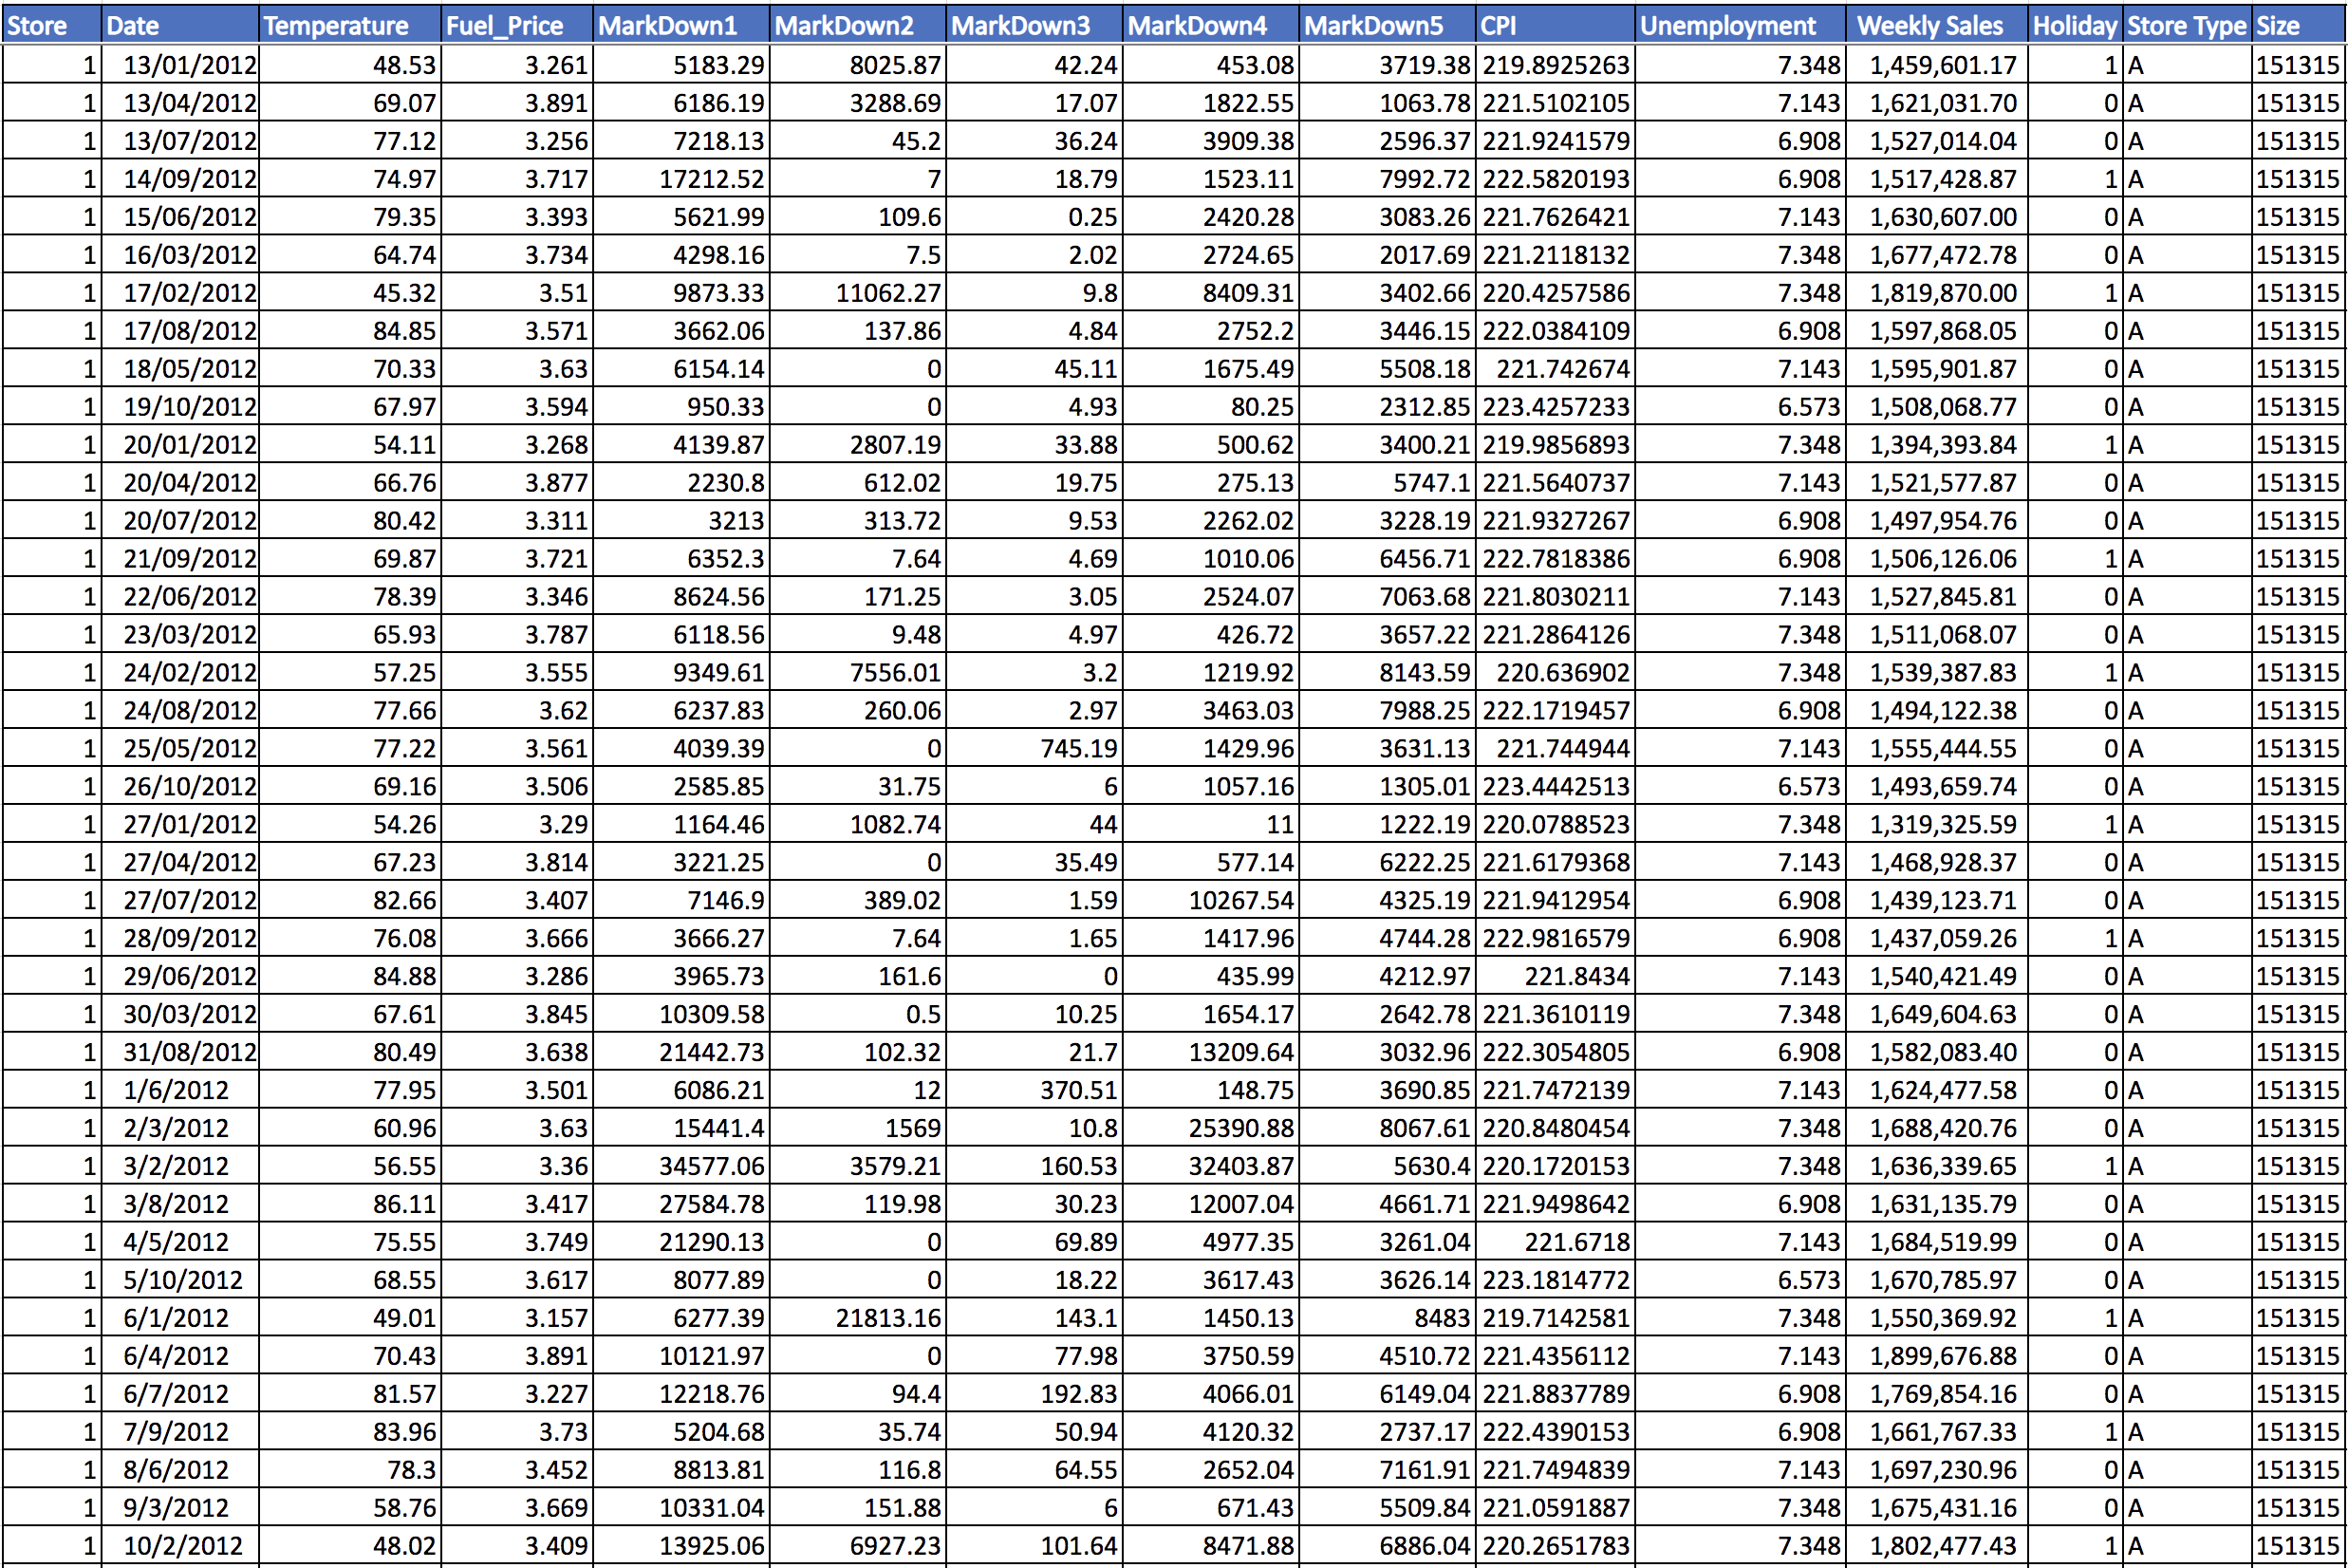 Store Date Temperature Fuel_Price MarkDown1 MarkDown2 MarkDown3 MarkDown4 MarkDown5 CPI Unemployment Weekly Sales Holiday Store Type Size
1 13/01/2012 48.53 3.261 5183.29 8025.87 42.24 453.08 3719.38 219.8925263 7.348 1,459,601.17 1 A 151315
1 13/04/2012 69.07 3.891 6186.19 3288.69 17.07 1822.55 1063.78 221.5102105 7.143 1,621,031.70 0 A 151315
1 13/07/2012 77.12 3.256 7218.13 45.2 36.24 3909.38 2596.37 221.9241579 6.908 1,527,014.04 0 A 151315
1 14/09/2012 74.97 3.717 17212.52 7 18.79 1523.11 7992.72 222.5820193 6.908 1,517,428.87 1 A 151315
1 15/06/2012 79.35 3.393 5621.99 109.6 0.25 2420.28 3083.26 221.7626421 7.143 1,630,607.00 0 A 151315
1 16/03/2012 64.74 3.734 4298.16 7.5 2.02 2724.65 2017.69 221.2118132 7.348 1,677,472.78 0 A 151315
1 17/02/2012 45.32 3.51 9873.33 11062.27 9.8 8409.31 3402.66 220.4257586 7.348 1,819,870.00 1 A 151315
1 17/08/2012 84.85 3.571 3662.06 137.86 4.84 2752.2 3446.15 222.0384109 6.908 1,597,868.05 0 A 151315
1 18/05/2012 70.33 3.63 6154.14 0 45.11 1675.49 5508.18 221.742674 7.143 1,595,901.87 0 A 151315
1 19/10/2012 67.97 3.594 950.33 0 4.93 80.25 2312.85 223.4257233 6.573 1,508,068.77 0 A 151315
1 20/01/2012 54.11 3.268 4139.87 2807.19 33.88 500.62 3400.21 219.9856893 7.348 1,394,393.84 1 A 151315
1 20/04/2012 66.76 3.877 2230.8 612.02 19.75 275.13 5747.1 221.5640737 7.143 1,521,577.87 0 A 151315
1 20/07/2012 80.42 3.311 3213 313.72 9.53 2262.02 3228.19 221.9327267 6.908 1,497,954.76 0 A 151315
1 21/09/2012 69.87 3.721 6352.3 7.64 4.69 1010.06 6456.71 222.7818386 6.908 1,506,126.06 1 A 151315
1 22/06/2012 78.39 3.346 8624.56 171.25 3.05 2524.07 7063.68 221.8030211 7.143 1,527,845.81 0 A 151315
1 23/03/2012 65.93 3.787 6118.56 9.48 4.97 426.72 3657.22 221.2864126 7.348 1,511,068.07 0 A 151315
1 24/02/2012 57.25 3.555 9349.61 7556.01 3.2 1219.92 8143.59 220.636902 7.348 1,539,387.83 1 A 151315
1 24/08/2012 77.66 3.62 6237.83 260.06 2.97 3463.03 7988.25 222.1719457 6.908 1,494,122.38 0 A 151315
1 25/05/2012 77.22 3.561 4039.39 0 745.19 1429.96 3631.13 221.744944 7.143 1,555,444.55 0 A 151315
1 26/10/2012 69.16 3.506 2585.85 31.75 6 1057.16 1305.01 223.4442513 6.573 1,493,659.74 0 A 151315
1 27/01/2012 54.26 3.29 1164.46 1082.74 44 11 1222.19 220.0788523 7.348 1,319,325.59 1 A 151315
1 27/04/2012 67.23 3.814 3221.25 0 35.49 577.14 6222.25 221.6179368 7.143 1,468,928.37 0 A 151315
1 27/07/2012 82.66 3.407 7146.9 389.02 1.59 10267.54 4325.19 221.9412954 6.908 1,439,123.71 0 A 151315
1 28/09/2012 76.08 3.666 3666.27 7.64 1.65 1417.96 4744.28 222.9816579 6.908 1,437,059.26 1 A 151315
1 29/06/2012 84.88 3.286 3965.73 161.6 0 435.99 4212.97 221.8434 7.143 1,540,421.49 0 A 151315
1 30/03/2012 67.61 3.845 10309.58 0.5 10.25 1654.17 2642.78 221.3610119 7.348 1,649,604.63 0 A 151315
1 31/08/2012 80.49 3.638 21442.73 102.32 21.7 13209.64 3032.96 222.3054805 6.908 1,582,083.40 0 A 151315
1 1/6/2012 77.95 3.501 6086.21 12 370.51 148.75 3690.85 221.7472139 7.143 1,624,477.58 0 A 151315
1 2/3/2012 60.96 3.63 15441.4 1569 10.8 25390.88 8067.61 220.8480454 7.348 1,688,420.76 0 A 151315
1 3/2/2012 56.55 3.36 34577.06 3579.21 160.53 32403.87 5630.4 220.1720153 7.348 1,636,339.65 1 A 151315
1 3/8/2012 86.11 3.417 27584.78 119.98 30.23 12007.04 4661.71 221.9498642 6.908 1,631,135.79 0 A 151315
1 4/5/2012 75.55 3.749 21290.13 0 69.89 4977.35 3261.04 221.6718 7.143 1,684,519.99 0 A 151315
1 5/10/2012 68.55 3.617 8077.89 0 18.22 3617.43 3626.14 223.1814772 6.573 1,670,785.97 0 A 151315
1 6/1/2012 49.01 3.157 6277.39 21813.16 143.1 1450.13 8483 219.7142581 7.348 1,550,369.92 1 A 151315
1 6/4/2012 70.43 3.891 10121.97 0 77.98 3750.59 4510.72 221.4356112 7.143 1,899,676.88 0 A 151315
1 6/7/2012 81.57 3.227 12218.76 94.4 192.83 4066.01 6149.04 221.8837789 6.908 1,769,854.16 0 A 151315
1 7/9/2012 83.96 3.73 5204.68 35.74 50.94 4120.32 2737.17 222.4390153 6.908 1,661,767.33 1 A 151315
1 8/6/2012 78.3 3.452 8813.81 116.8 64.55 2652.04 7161.91 221.7494839 7.143 1,697,230.96 0 A 151315
1 9/3/2012 58.76 3.669 10331.04 151.88 6 671.43 5509.84 221.0591887 7.348 1,675,431.16 0 A 151315
1 10/2/2012 48.02 3.409 13925.06 6927.23 101.64 8471.88 6886.04 220.2651783 7.348 1,802,477.43 1 A 151315